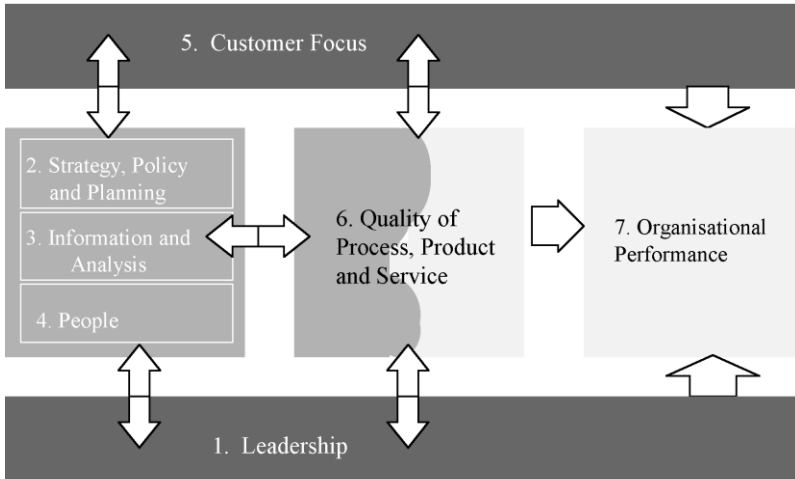 5. Customer Focus
2. Strategy, Policy
and Planning
3. Information and
Analysis
4. People
6. Quality of
Process, Product
and Service
7. Organisational
Performance
1. Leadership